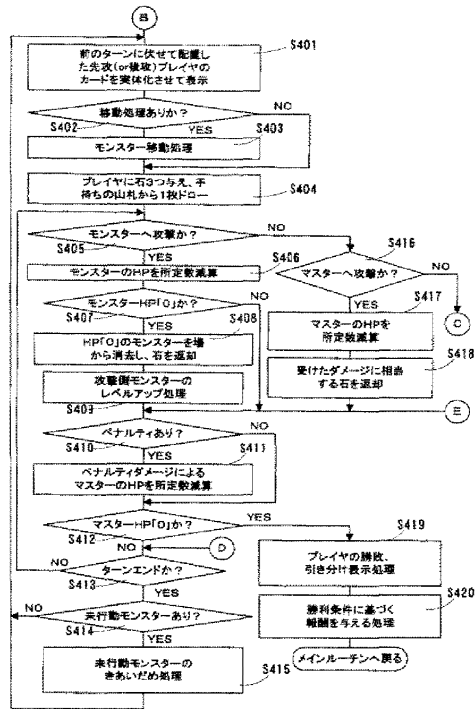 B
S401
前のターンに伏せて配置し
た先攻(or後攻)プレイヤの
カードを実体化させて表示
移動処理ありか?
NO
S402
YES
S403
モンスター移動処理
プレイヤに石3つ与え、手
持ちの山札から1枚ドロー
S404
モンスターへ攻撃か?
NO
S405
YES
S406
モンスターのHPを所定数減算
S416
マスターへ攻撃か?
NO
C
YES
S417
マスターのHPを
所定数減算
S418
受けたダメージに相当
する石を返却
E
モンスターHP「0」か?
NO
S407
YES
S408
HP「0」のモンスターを場
から消去し、石を返却
攻撃側モンスターの
レベルアップ処理
S409
ペナルティあり?
NO
S410
YES
S411
ペナルティダメージによる
マスターのHPを所定数減算
マスターHP「0」か?
YES
S412
NO
D
S419
プレイヤの勝敗、
引き分け表示処理
S420
勝利条件に基づく
報酬を与える処理
メインルーチンへ戻る
NO
ターンエンドか?
S413
YES
NO
未行動モンスターあり?
S414
YES
S415
未行動モンスターの
きあいだめ処理